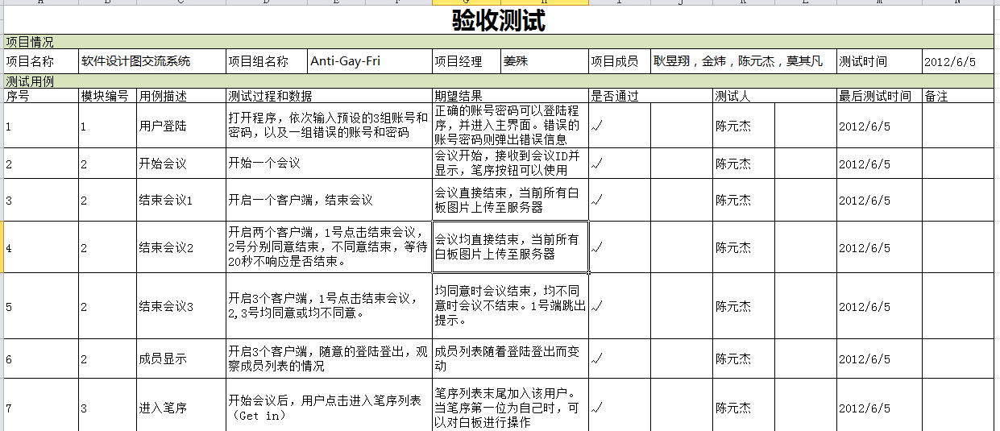 验收测试
项目情况
项目名称 软件设计图交流系统 项目组名称 Anti-Gay-Fri 项目经理 姜殊 项目成员 耿昱翔，金炜，陈元杰，莫其凡 测试时间 2012/6/5
测试用例
序号 模块编号 用例描述 测试过程和数据 期望结果 是否通过 测试人 最后测试时间 备注
1 1 用户登陆 打开程序，依次输入预设的3组账号和
密码，以及一组错误的账号和密码
正确的账号密码可以登陆程
序，并进入主界面。错误的
账号密码则弹出错误信息
√ 陈元杰 2012/6/5
2 2 开始会议 开始一个会议
会议开始，接收到会议ID并
显示，笔序按钮可以使用
√ 陈元杰 2012/6/5
3 2 结束会议1 开启一个客户端，结束会议
会议直接结束，当前所有白
板图片上传至服务器
√ 陈元杰 2012/6/5
4 2 结束会议2 开启两个客户端，1号点击结束会议，
2号分别同意结束，不同意结束，等待
20秒不响应是否结束。
会议均直接结束，当前所有
白板图片上传至服务器
√ 陈元杰 2012/6/5
5 2 结束会议3 开启3个客户端，1号点击结束会议，
2,3号均同意或均不同意。
均同意时会议结束，均不同
意时会议不结束。1号端跳出
提示。
√ 陈元杰 2012/6/5
6 2 成员显示 开启3个客户端，随意的登陆登出，观
察成员列表的情况
成员列表随着登陆登出而变
动
√ 陈元杰 2012/6/5
7 3 进入笔序 开始会议后，用户点击进入笔序列表
（Get in）
笔序列表末尾加入该用户。
当笔序第一位为自己时，可
以对白板进行操作
√ 陈元杰 2012/6/5